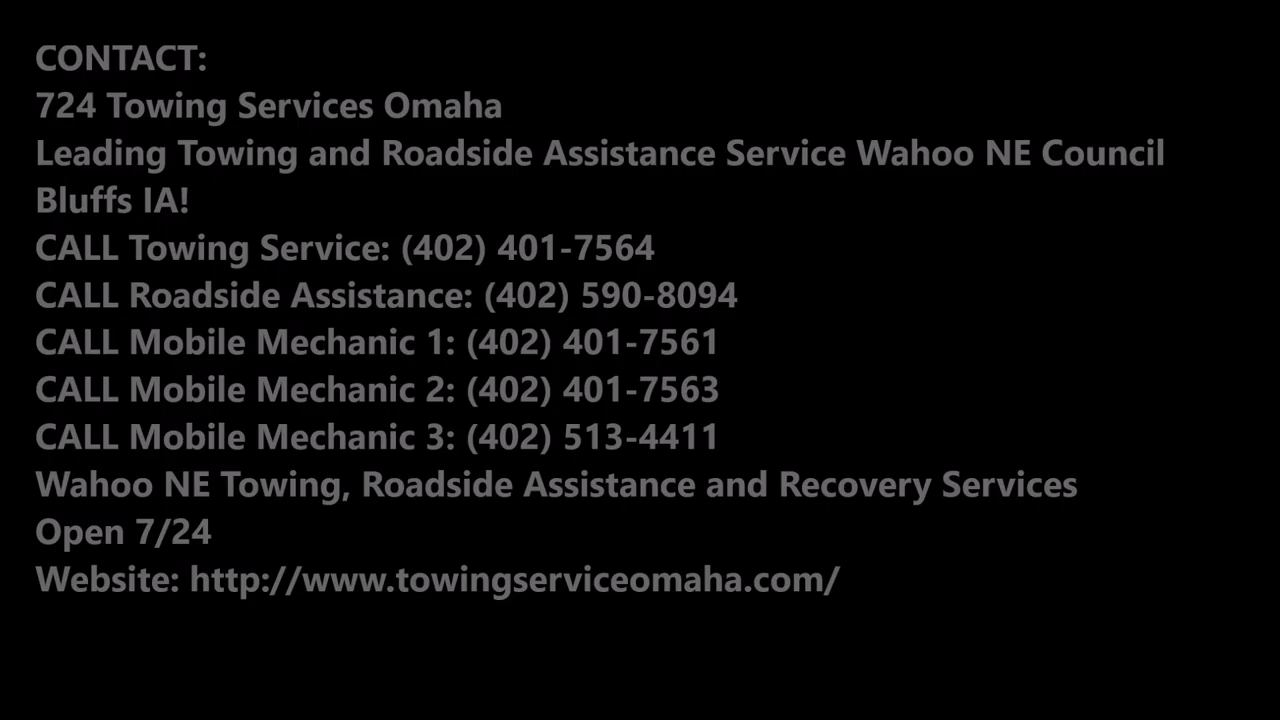 CONTACT:
724 Towing Services Omaha
Leading Towing and Roadside Assistance Service Wahoo NE Council
Bluffs IA!
CALL Towing Service: (402) 401-7564
CALL Roadside Assistance: (402) 590-8094
CALL Mobile Mechanic 1: (402) 401-7561
CALL Mobile Mechanic 2: (402) 401-7563
CALL Mobile Mechanic 3: (402) 513-4411
Wahoo NE Towing, Roadside Assistance and Recovery Services
Open 7/24
Website: http://www.towingserviceomaha.com/